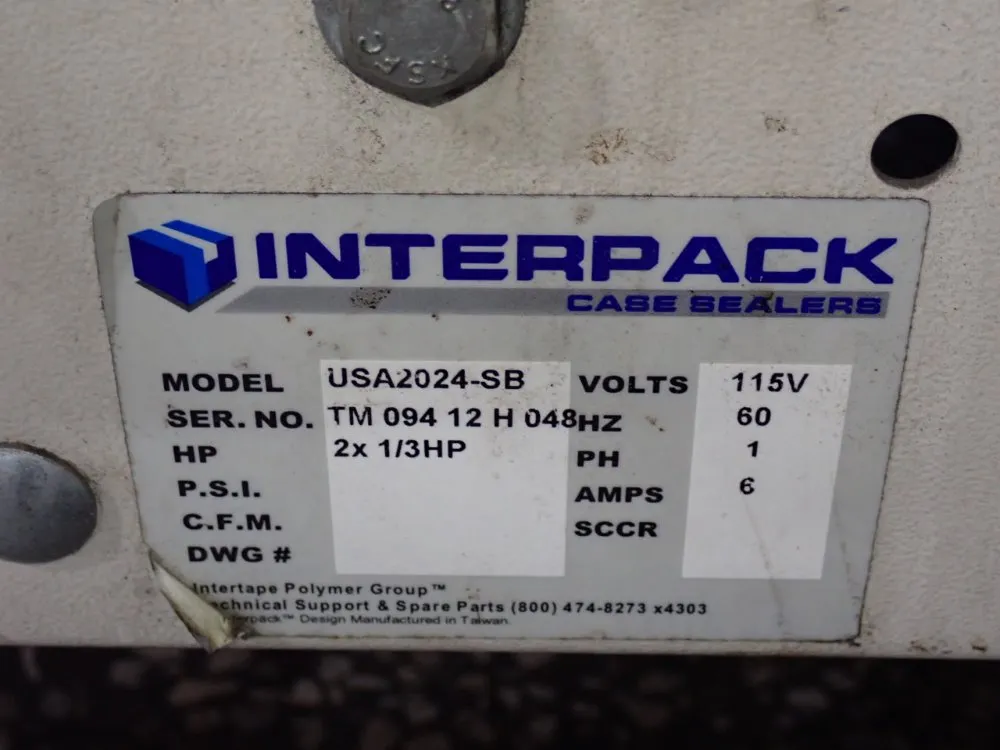 INTERPACK
CASE SEALERS
MODEL USA2024-SB VOLTS 115V
SER. NO. TM 094 12 H 048 HZ 60
HP 2x 1/3HP PH 1
P.S.I. AMPS 6
C.F.M. SCCR
DWG #
Intertape Polymer Group™
chnical Support & Spare Parts (800) 474-8273 x4303
terpack™ Design Manufactured in Taiwan.